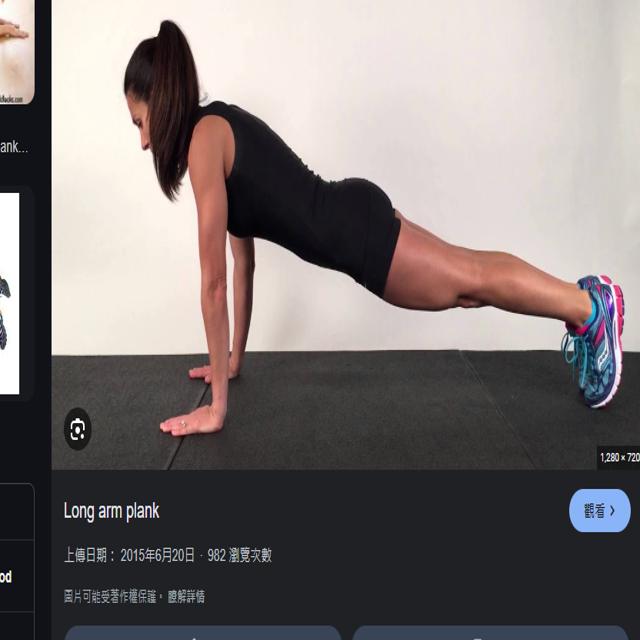 ank...
1,280 × 720
Long arm plank
觀看 >
上傳日期： 2015年6月20日 · 982 瀏覽次數
od
圖片可能受著作權保護。 瞭解詳情